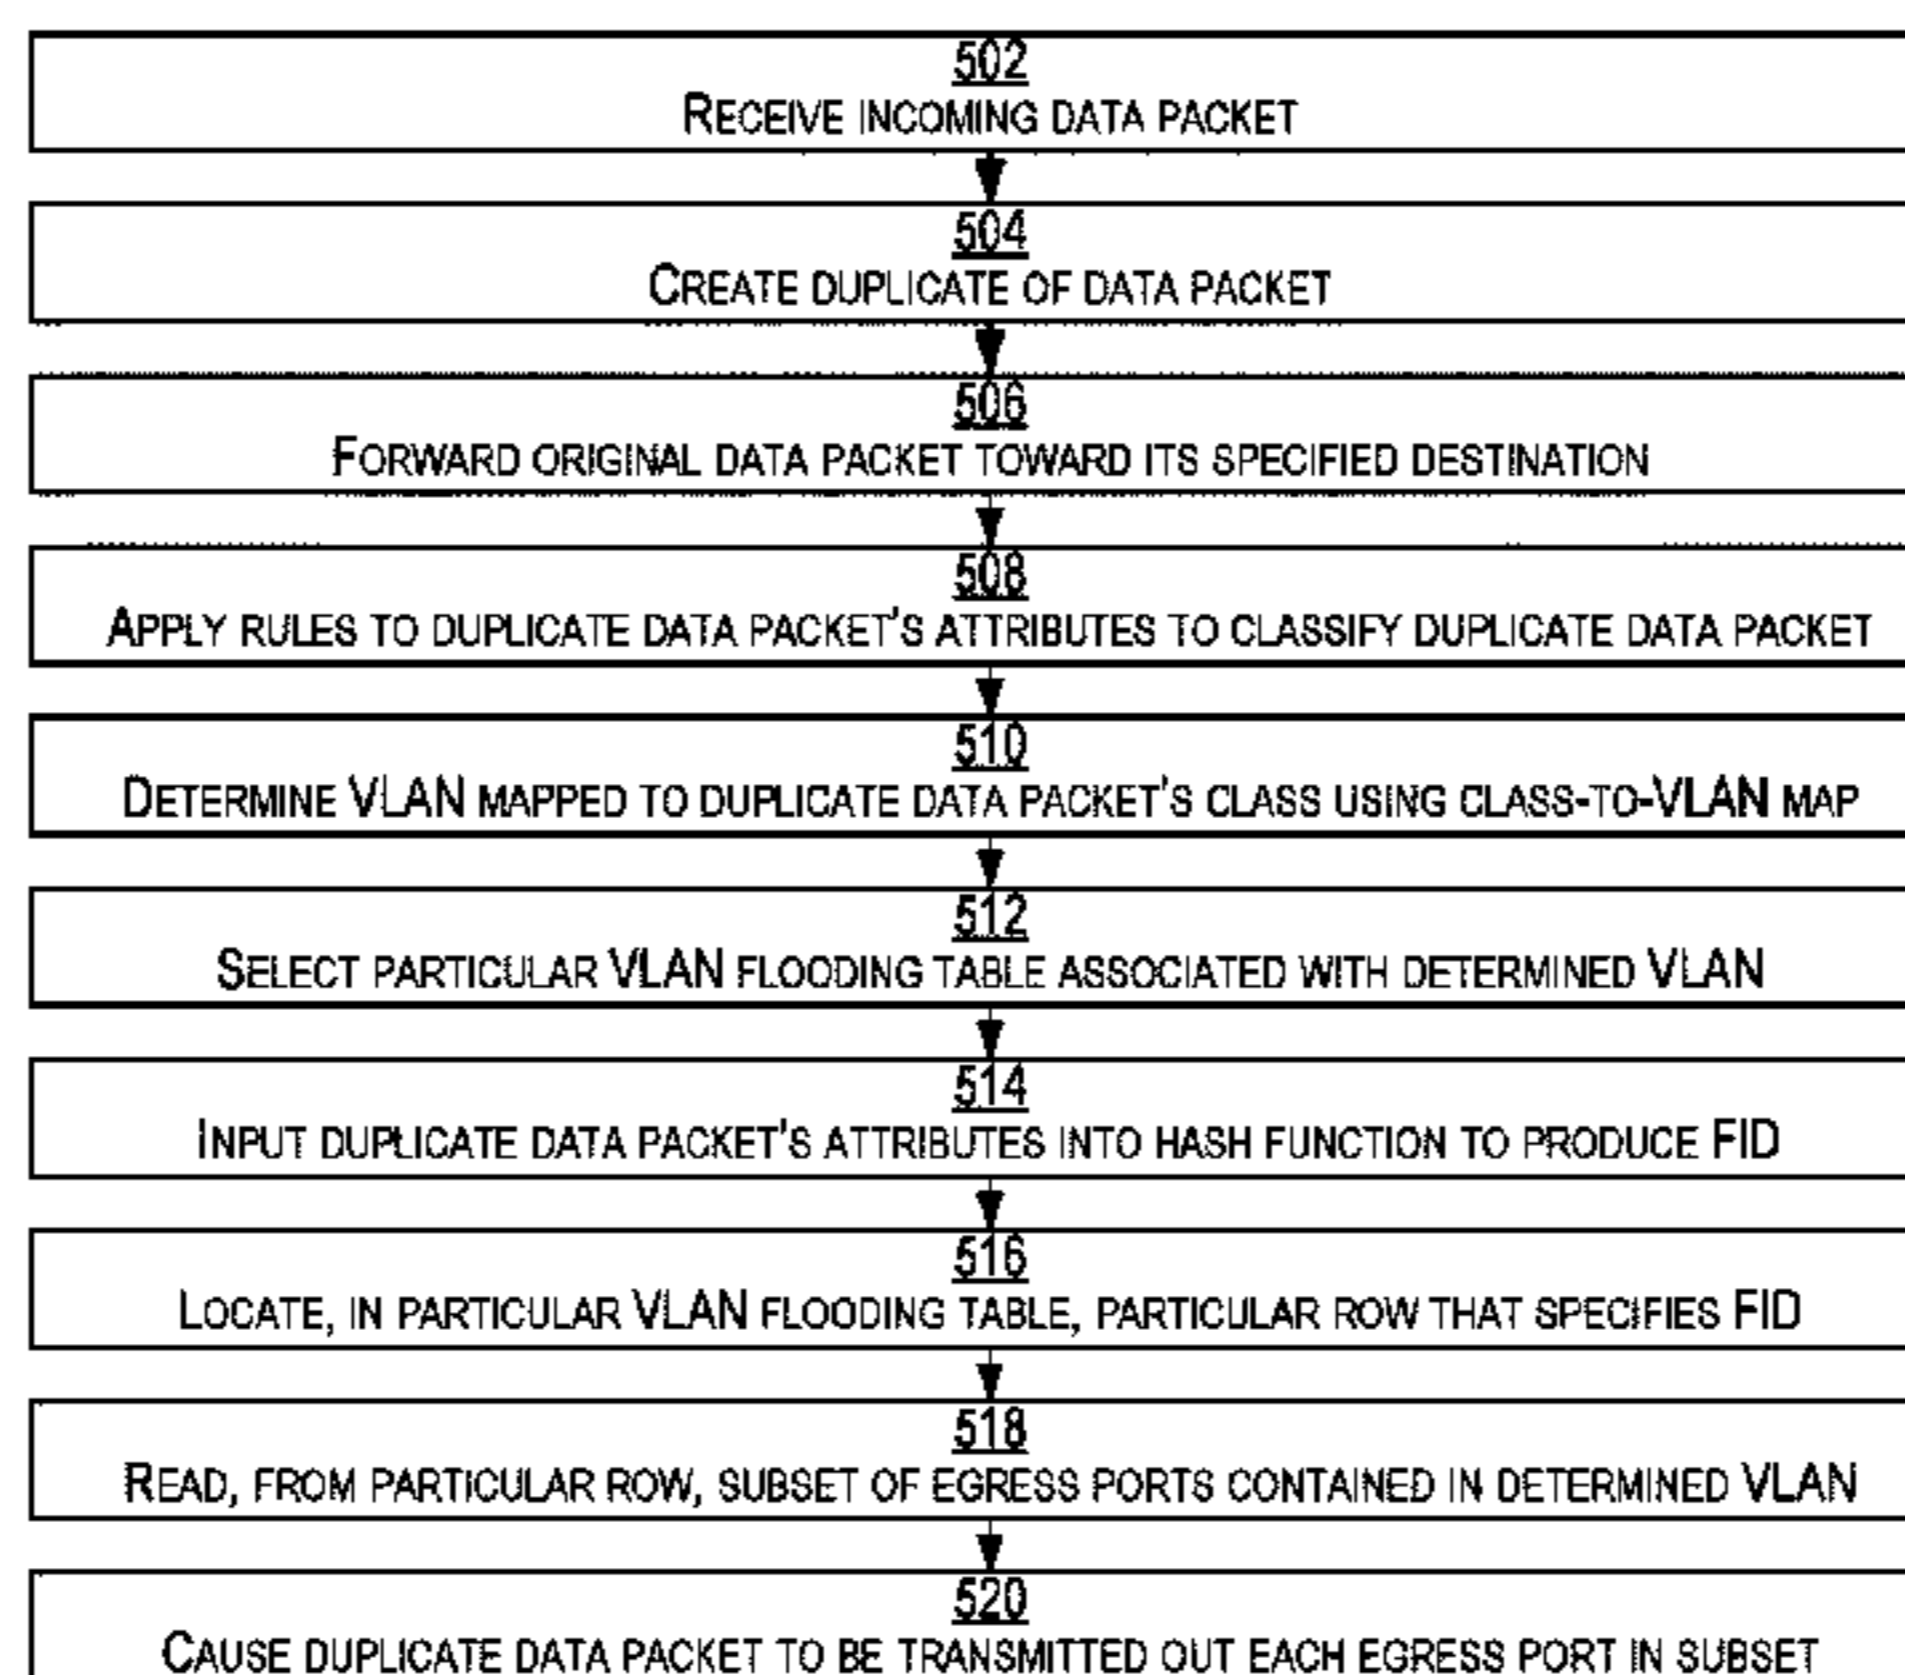 502
RECEIVE INCOMING DATA PACKET
504
CREATE DUPLICATE OF DATA PACKET
506
FORWARD ORIGINAL DATA PACKET TOWARD ITS SPECIFIED DESTINATION
508
APPLY RULES TO DUPLICATE DATA PACKET'S ATTRIBUTES TO CLASSIFY DUPLICATE DATA PACKET
510
DETERMINE VLAN MAPPED TO DUPLICATE DATA PACKET'S CLASS USING CLASS-TO-VLAN MAP
512
SELECT PARTICULAR VLAN FLOODING TABLE ASSOCIATED WITH DETERMINED VLAN
514
INPUT DUPLICATE DATA PACKET'S ATTRIBUTES INTO HASH FUNCTION TO PRODUCE FID
516
LOCATE, IN PARTICULAR VLAN FLOODING TABLE, PARTICULAR ROW THAT SPECIFIES FID
518
READ, FROM PARTICULAR ROW, SUBSET OF EGRESS PORTS CONTAINED IN DETERMINED VLAN
520
CAUSE DUPLICATE DATA PACKET TO BE TRANSMITTED OUT EACH EGRESS PORT IN SUBSET